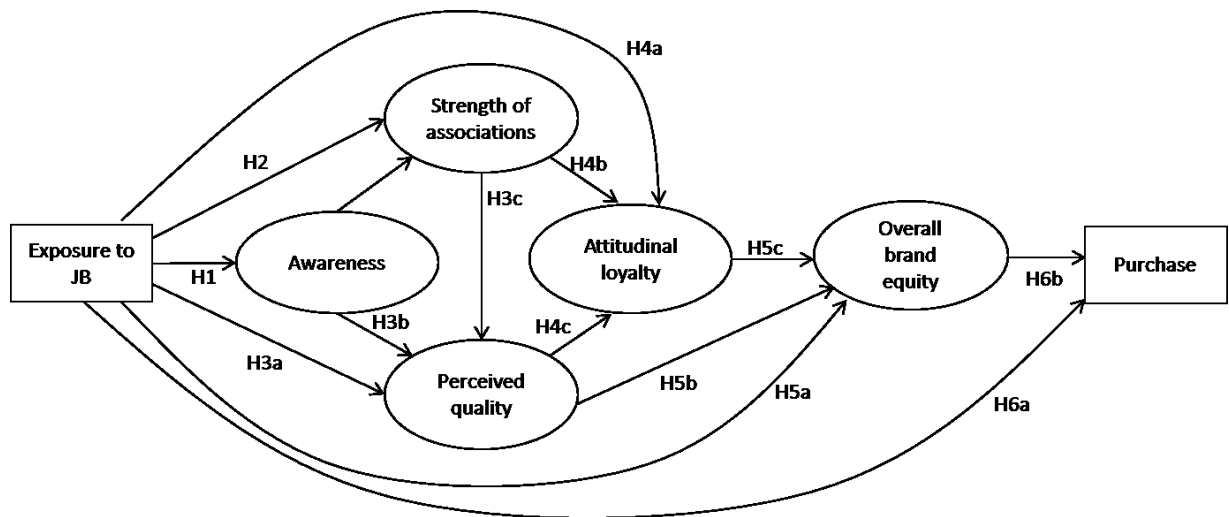 H4a
Strength of
associations
H2
H4b
H3c
Exposure to
JB
H1
Awareness
Attitudinal
loyalty
H5c
Overall
brand
equity
H6b
Purchase
H3b
H4c
H3a
Perceived
quality
H5b
H5a
H6a